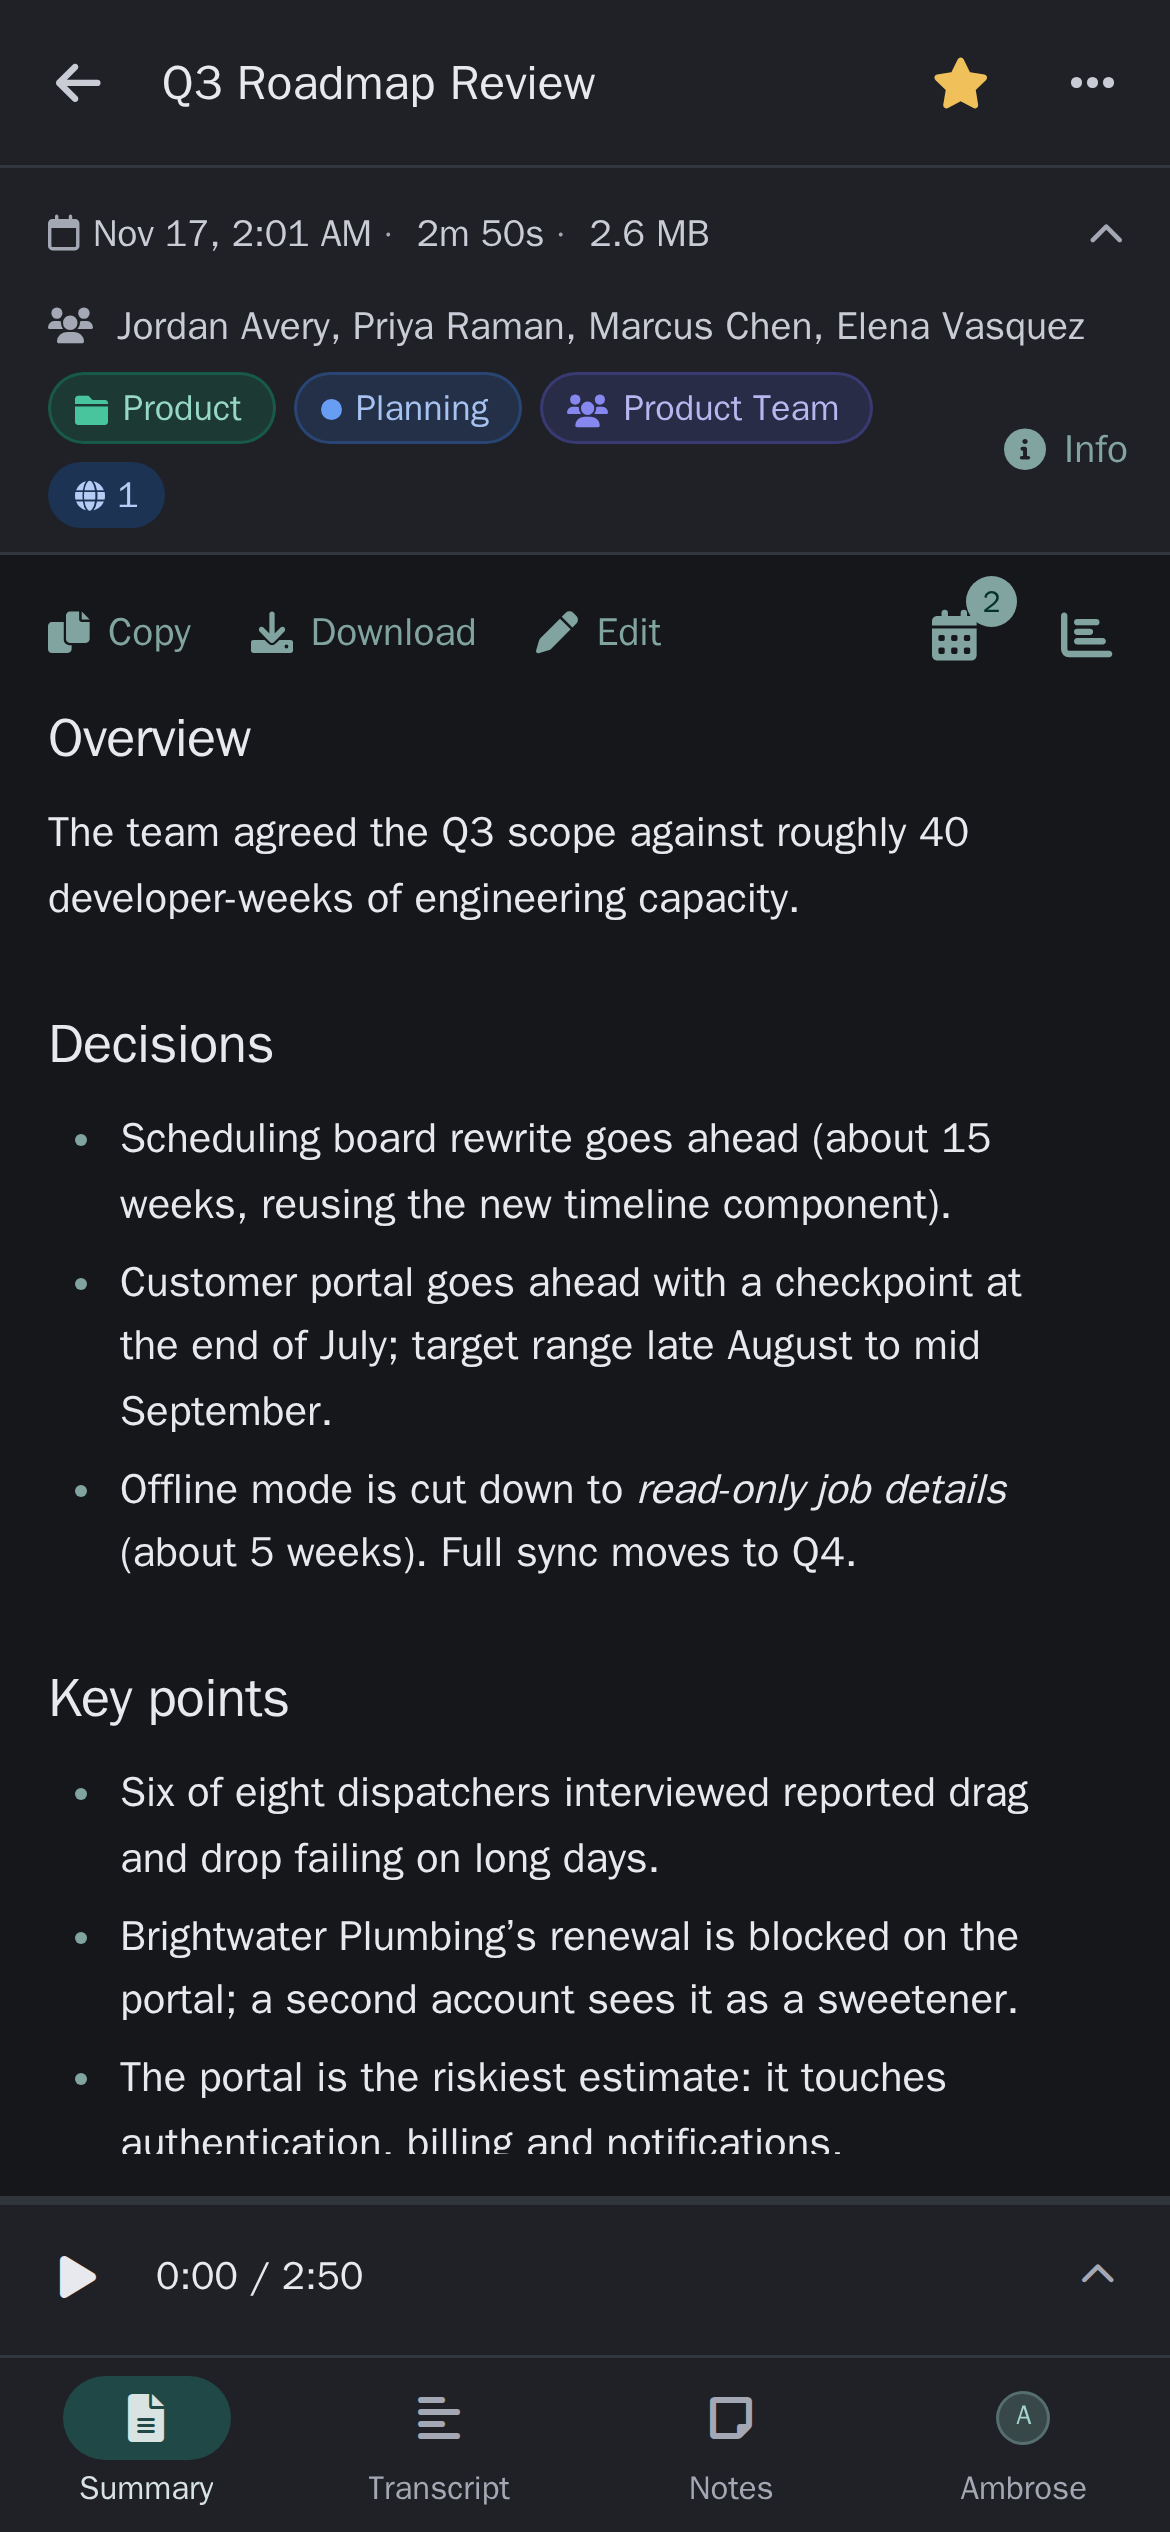 Q3 Roadmap Review
Nov 17, 2:01 AM · 2m 50s · 2.6 MB
Jordan Avery, Priya Raman, Marcus Chen, Elena Vasquez
Product Planning Product Team
Info
1
2
Copy Download Edit
Overview
The team agreed the Q3 scope against roughly 40
developer-weeks of engineering capacity.
Decisions
• Scheduling board rewrite goes ahead (about 15
weeks, reusing the new timeline component).
• Customer portal goes ahead with a checkpoint at
the end of July; target range late August to mid
September.
• Offline mode is cut down to read-only job details
(about 5 weeks). Full sync moves to Q4.
Key points
• Six of eight dispatchers interviewed reported drag
and drop failing on long days.
• Brightwater Plumbing’s renewal is blocked on the
portal; a second account sees it as a sweetener.
• The portal is the riskiest estimate: it touches
authentication, billing and notifications.
0:00 / 2:50
A
Summary Transcript Notes Ambrose